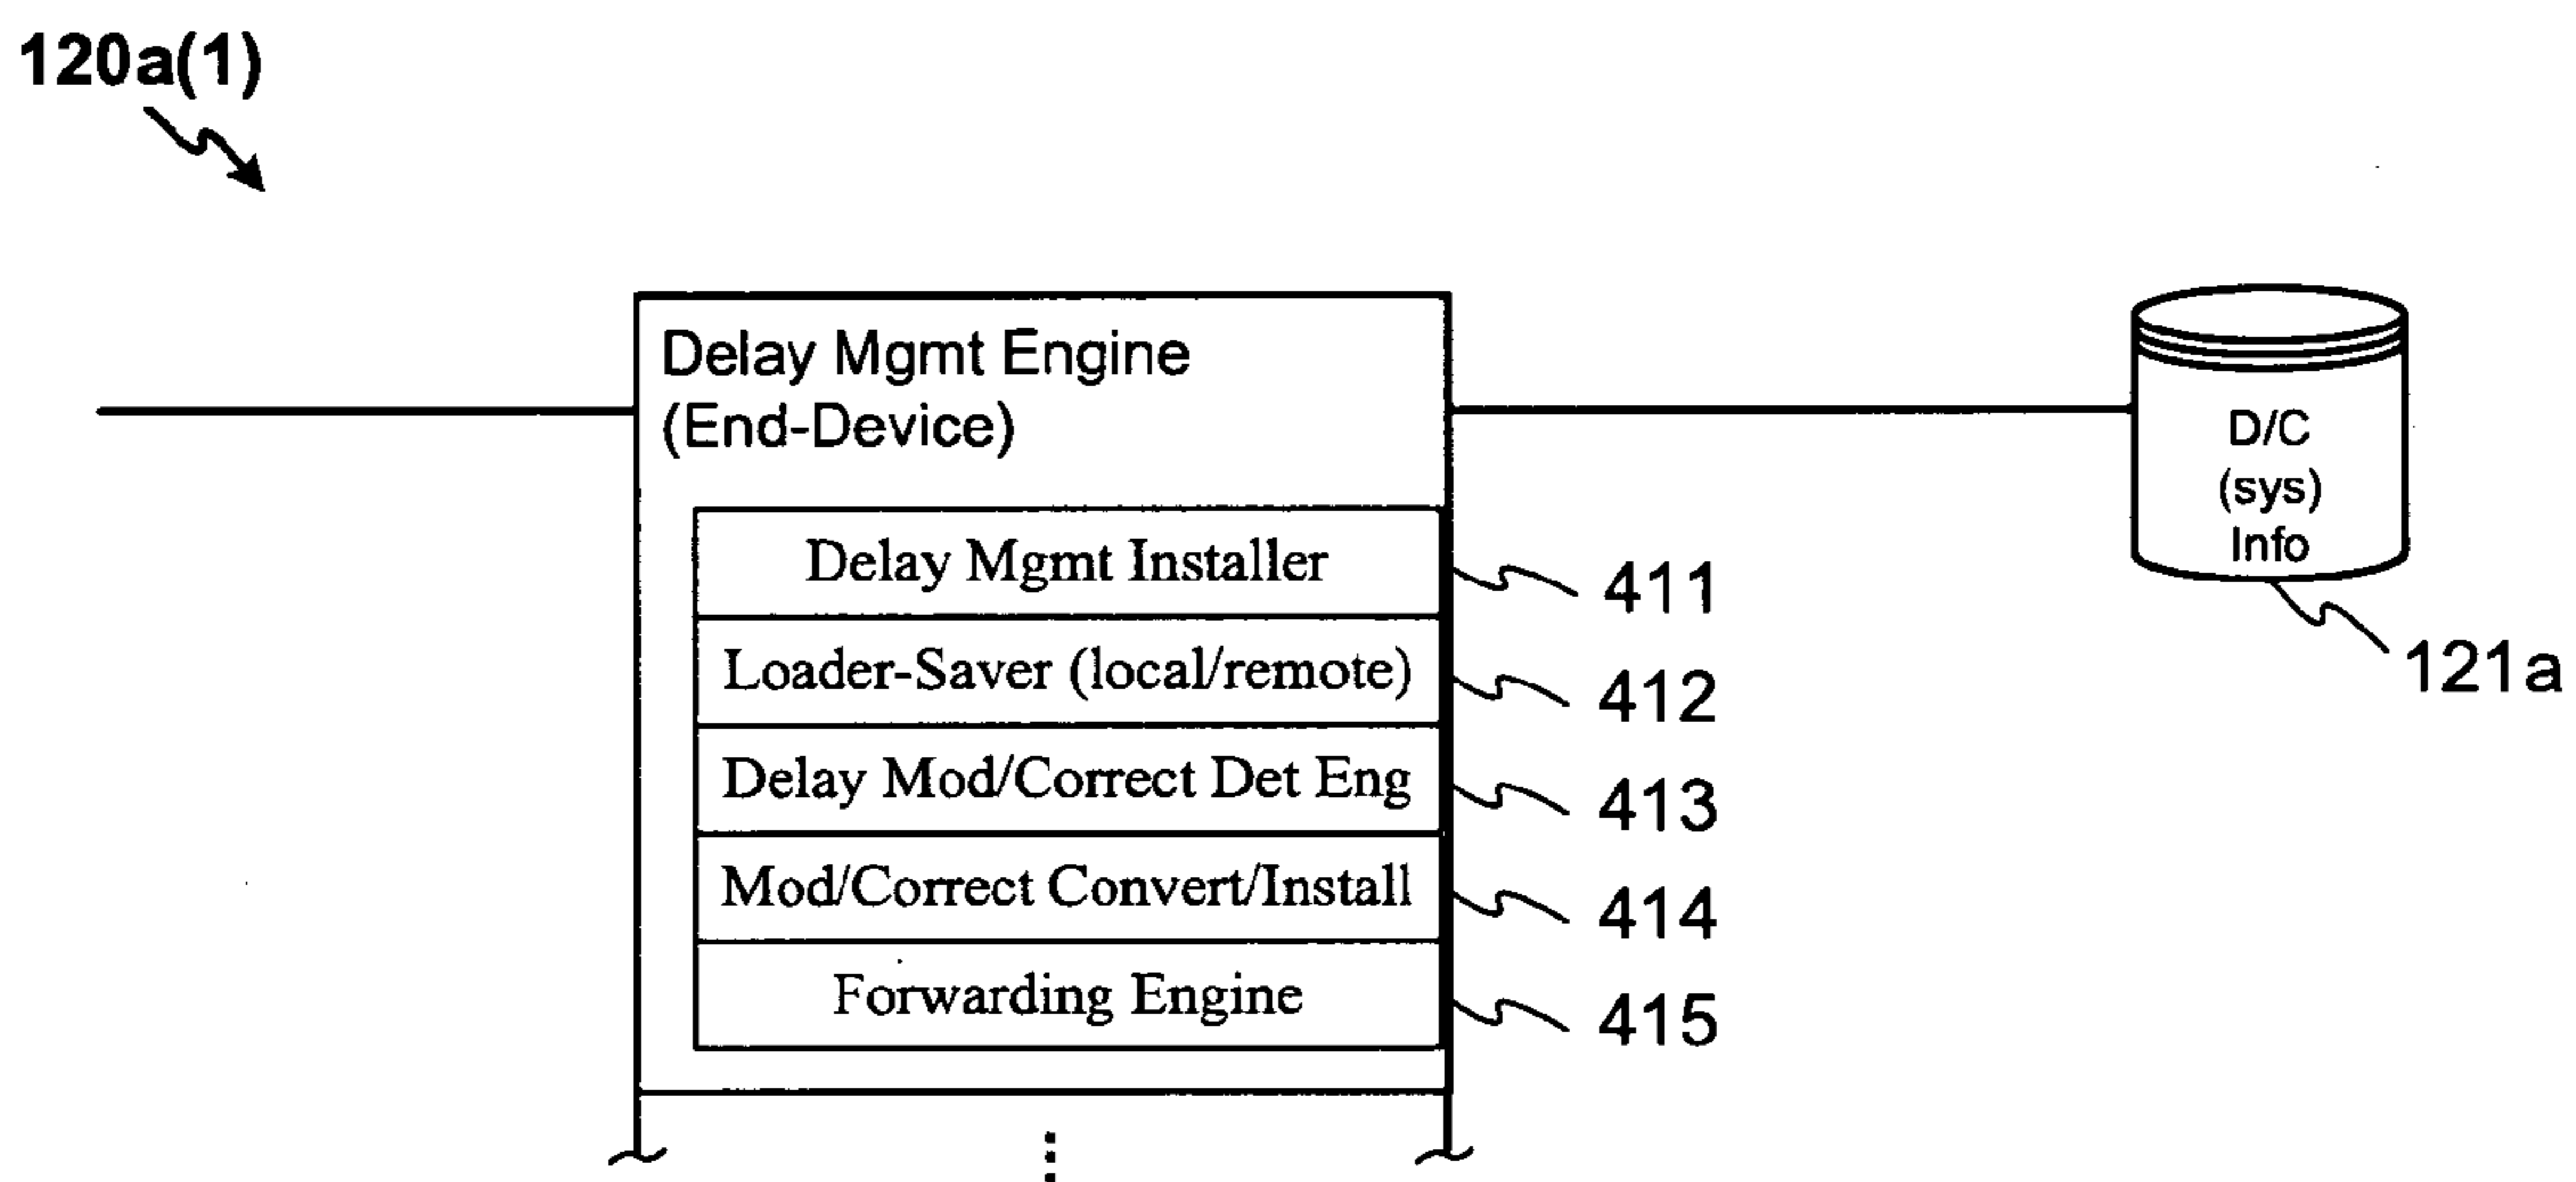 120a(1)
Delay Mgmt Engine
(End-Device)
D/C
(sys)
Info
Delay Mgmt Installer
411
121a
Loader-Saver (local/remote)
412
Delay Mod/Correct Det Eng
413
Mod/Correct Convert/Install
414
Forwarding Engine
415